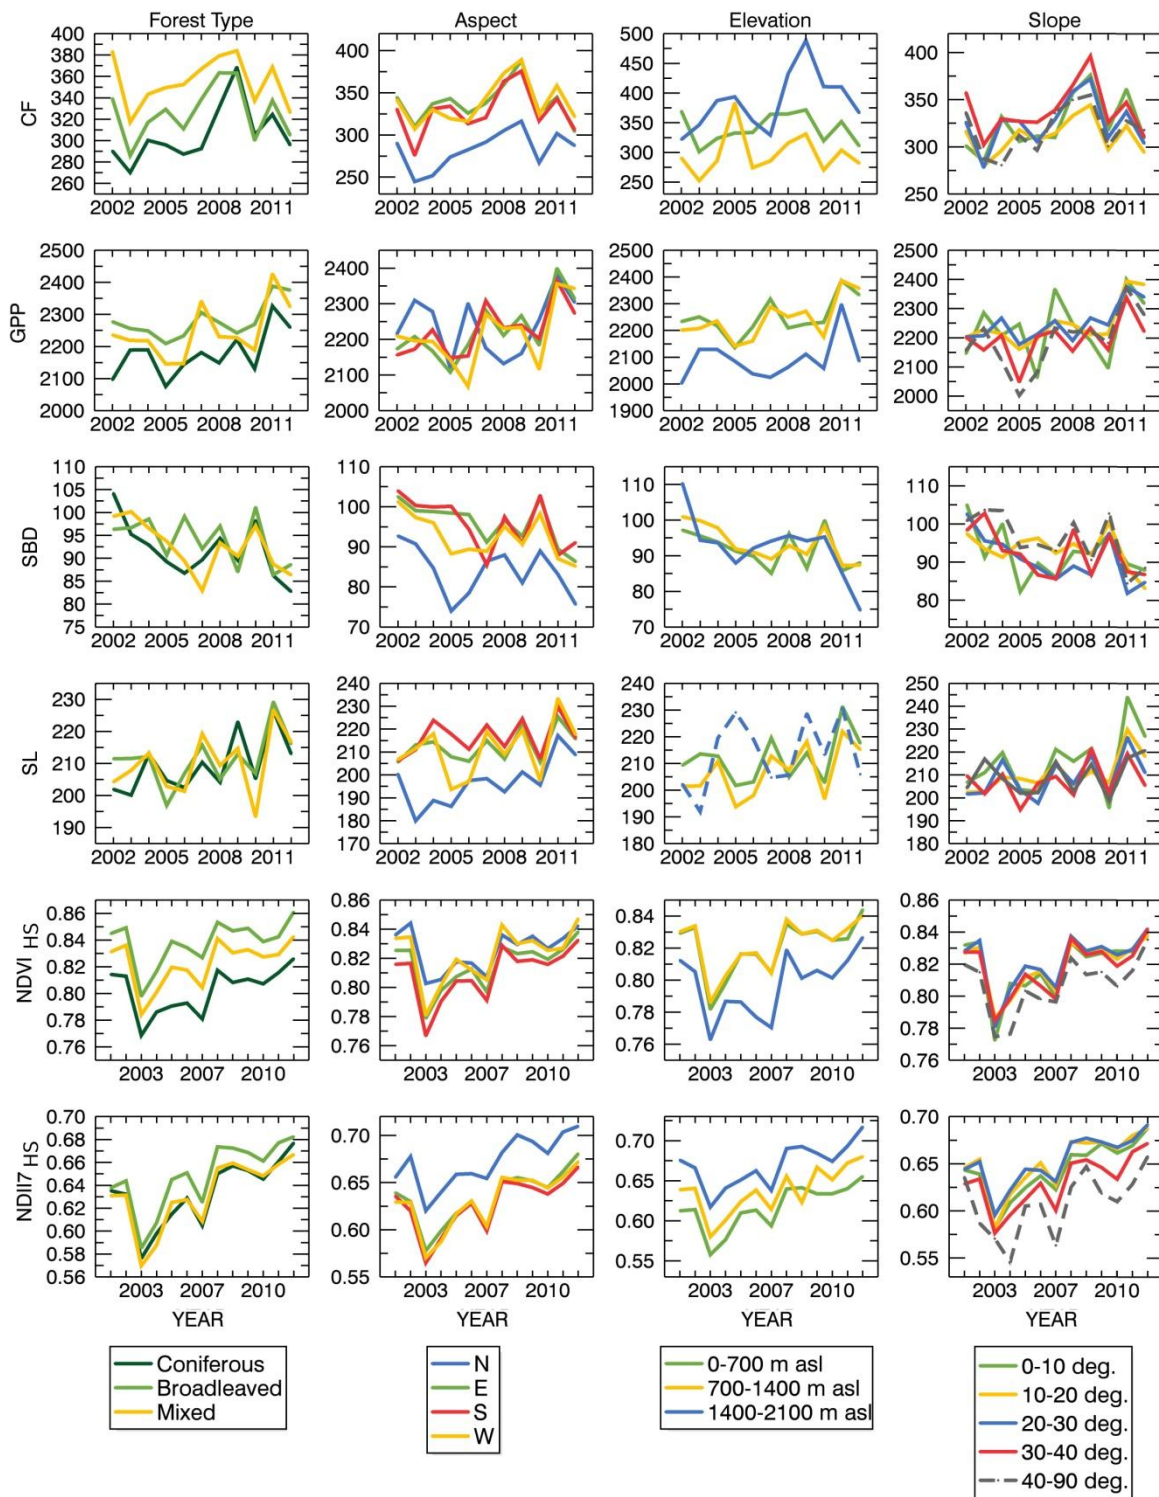 Forest Type
Aspect
Elevation
Slope
CF
400
380
360
340
320
300
280
260
2002 2005 2008 2011
400
350
300
250
2002 2005 2008 2011
500
450
400
350
300
250
2002 2005 2008 2011
400
350
300
250
2002 2005 2008 2011
GPP
2500
2400
2300
2200
2100
2000
2002 2005 2008 2011
2400
2300
2200
2100
2000
2002 2005 2008 2011
2500
2400
2300
2200
2100
2000
1900
2002 2005 2008 2011
2500
2400
2300
2200
2100
2000
2002 2005 2008 2011
SBD
110
105
100
95
90
85
80
75
2002 2005 2008 2011
110
100
90
80
70
2002 2005 2008 2011
110
100
90
80
70
2002 2005 2008 2011
110
100
90
80
2002 2005 2008 2011
SL
230
220
210
200
190
2002 2005 2008 2011
240
230
220
210
200
190
180
170
2002 2005 2008 2011
240
230
220
210
200
190
180
2002 2005 2008 2011
250
240
230
220
210
200
190
180
2002 2005 2008 2011
NDVI HS
0.86
0.84
0.82
0.80
0.78
0.76
2003 2007 2010
0.86
0.84
0.82
0.80
0.78
0.76
2003 2007 2010
0.84
0.82
0.80
0.78
0.76
2003 2007 2010
0.86
0.84
0.82
0.80
0.78
0.76
2003 2007 2010
NDII7 HS
0.70
0.68
0.66
0.64
0.62
0.60
0.58
0.56
2003 2007 2010
YEAR
0.70
0.65
0.60
0.55
2003 2007 2010
YEAR
0.70
0.65
0.60
0.55
2003 2007 2010
YEAR
0.70
0.65
0.60
0.55
2003 2007 2010
YEAR
Coniferous
Broadleaved
Mixed
N
E
S
W
0-700 m asl
700-1400 m asl
1400-2100 m asl
0-10 deg.
10-20 deg.
20-30 deg.
30-40 deg.
40-90 deg.